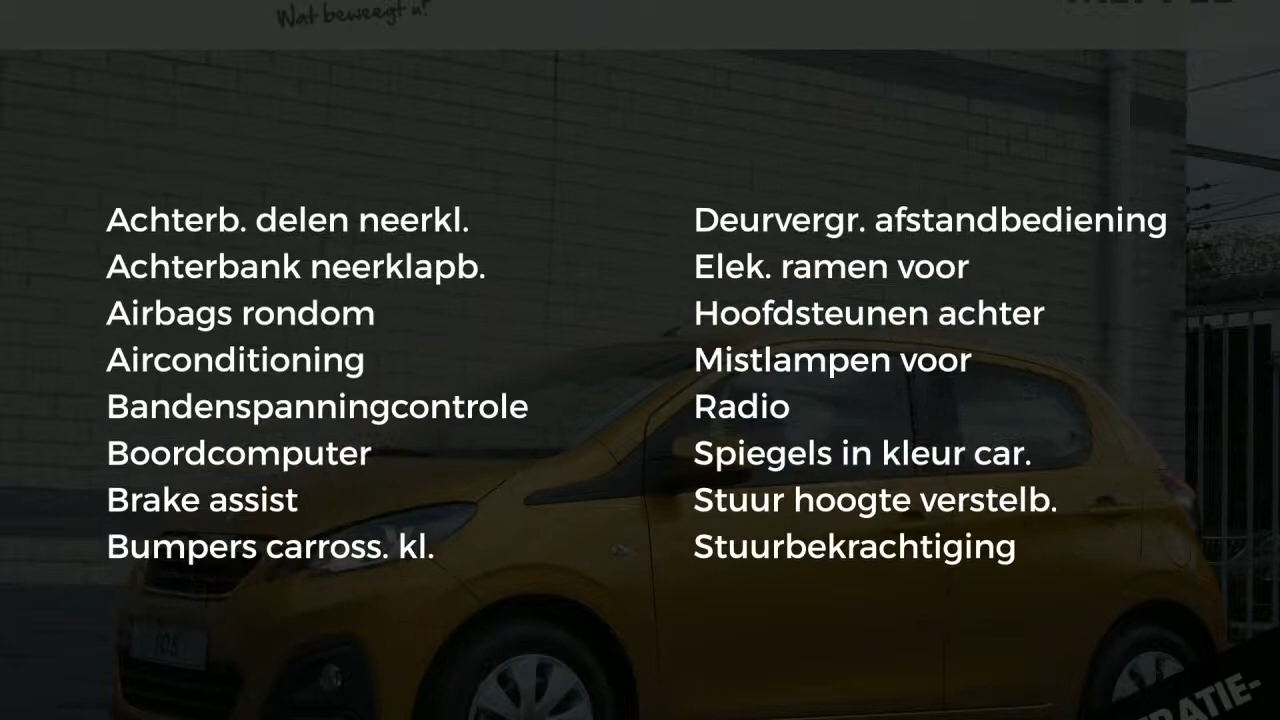 Wat beweegt u?
Achterb. delen neerkl.
Achterbank neerklapb.
Airbags rondom
Airconditioning
Bandenspanningcontrole
Boordcomputer
Brake assist
Bumpers carross. kl.
Deurvergr. afstandbediening
Elek. ramen voor
Hoofdsteunen achter
Mistlampen voor
Radio
Spiegels in kleur car.
Stuur hoogte verstelb.
Stuurbekrachtiging
108